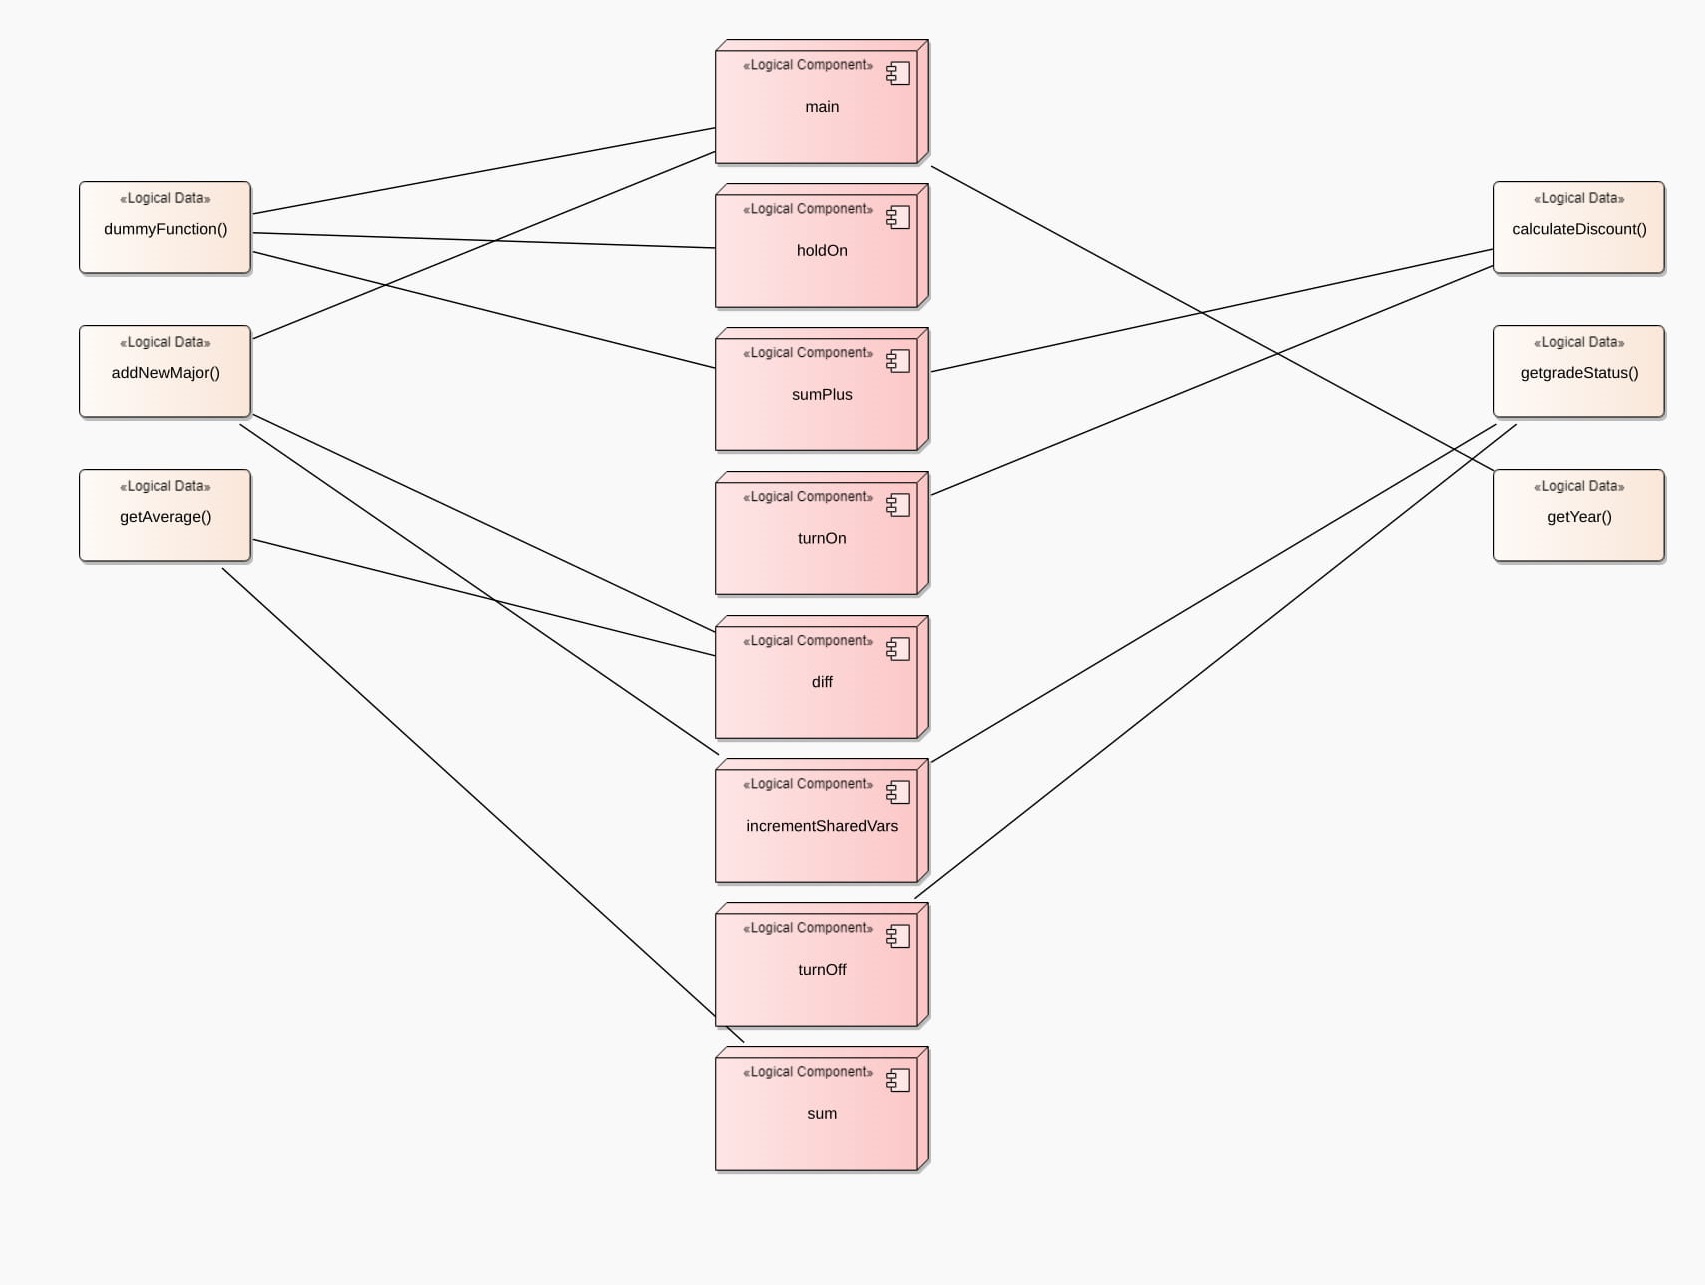 «Logical Component»
main
«Logical Data»
dummyFunction()
«Logical Component»
holdOn
«Logical Data»
calculateDiscount()
«Logical Data»
addNewMajor()
«Logical Component»
sumPlus
«Logical Data»
getgradeStatus()
«Logical Data»
getAverage()
«Logical Component»
turnOn
«Logical Data»
getYear()
«Logical Component»
diff
«Logical Component»
incrementSharedVars
«Logical Component»
turnOff
«Logical Component»
sum